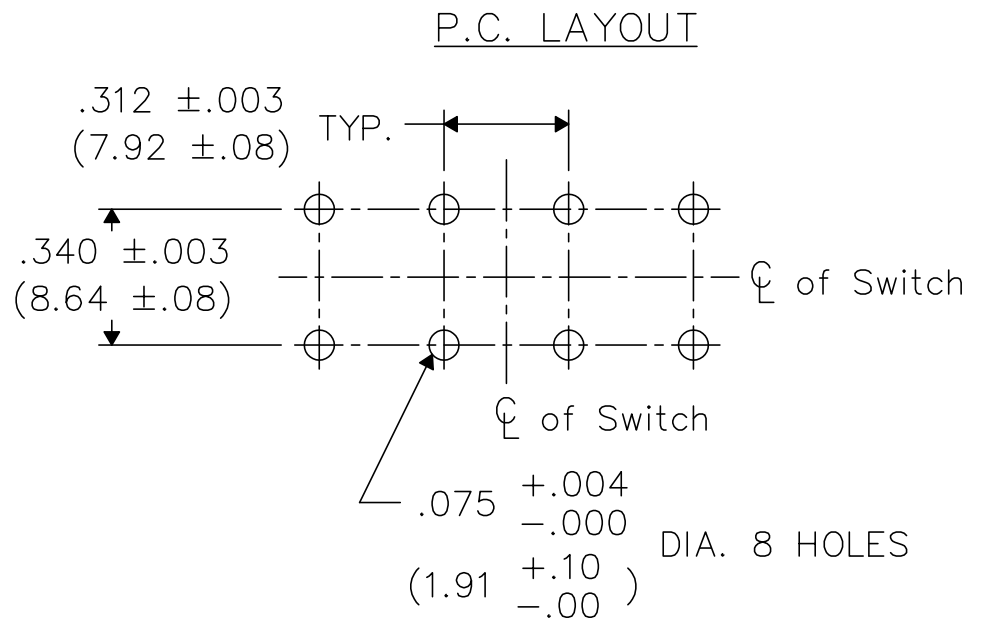 P.C. LAYOUT
.312 ±.003
(7.92 ±.08)
TYP.
.340 ±.003
(8.64 ±.08)
℄ of Switch
℄ of Switch
.075 +.004
-.000
DIA. 8 HOLES
(1.91 +.10
-.00 )